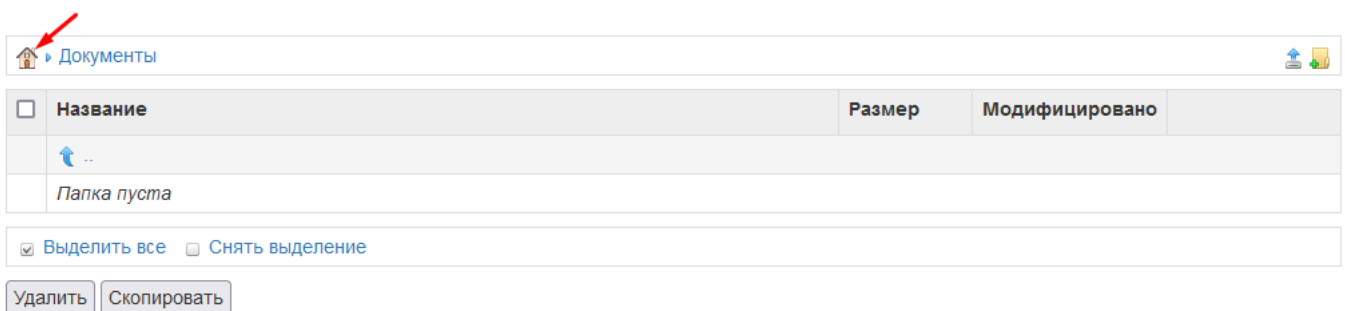 Документы
Название Размер Модифицировано
..
Папка пуста
Выделить все Снять выделение
Удалить Скопировать